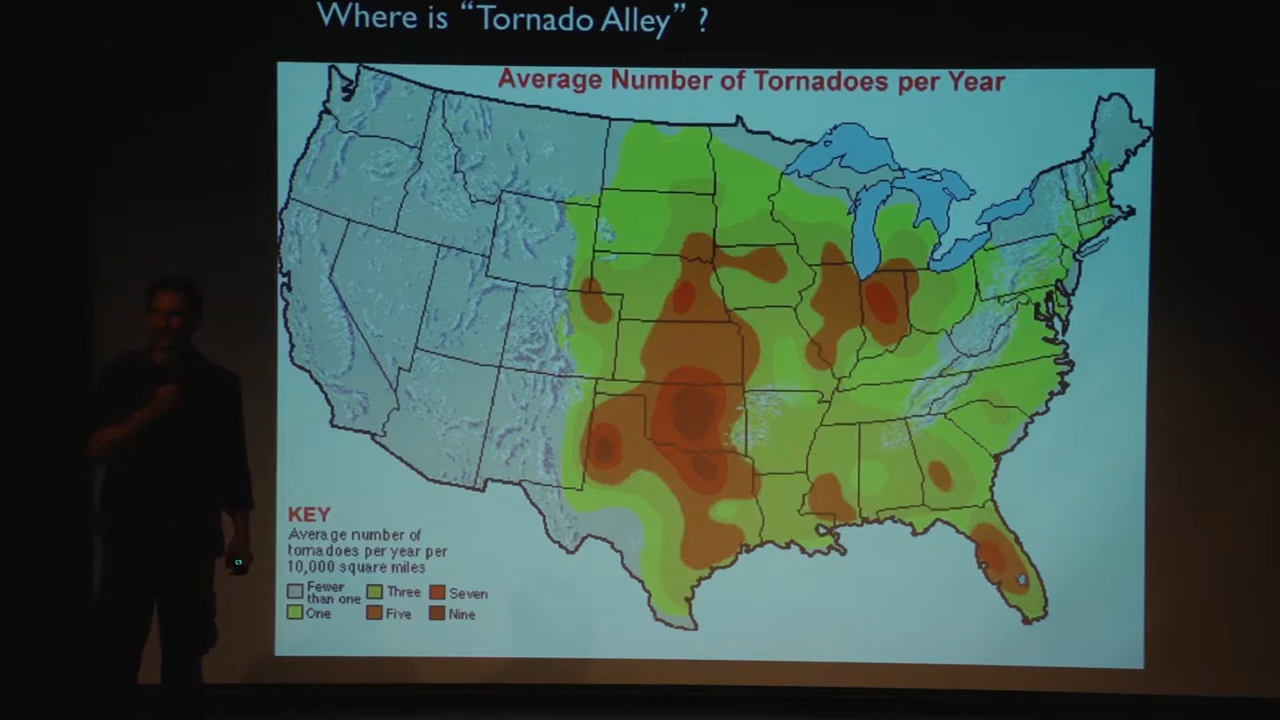 Where is “Tornado Alley” ?
Average Number of Tornadoes per Year
KEY
Average number of
tornadoes per year per
10,000 square miles
Fewer
than one
Three
Seven
One
Five
Nine